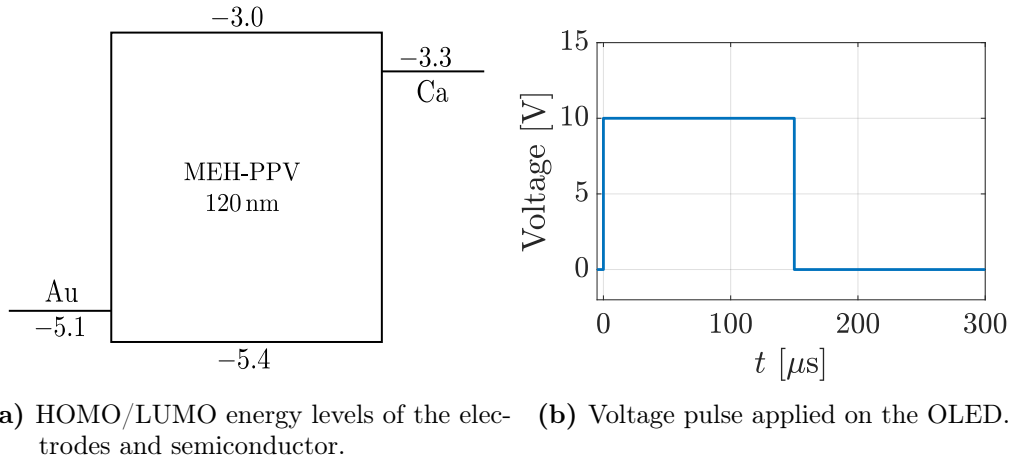 −3.0
−3.3
Ca
MEH-PPV
120 nm
Au
−5.1
−5.4
15
10
5
0
Voltage [V]
0 100 200 300
t [μs]
a) HOMO/LUMO energy levels of the elec-
trodes and semiconductor.
(b) Voltage pulse applied on the OLED.